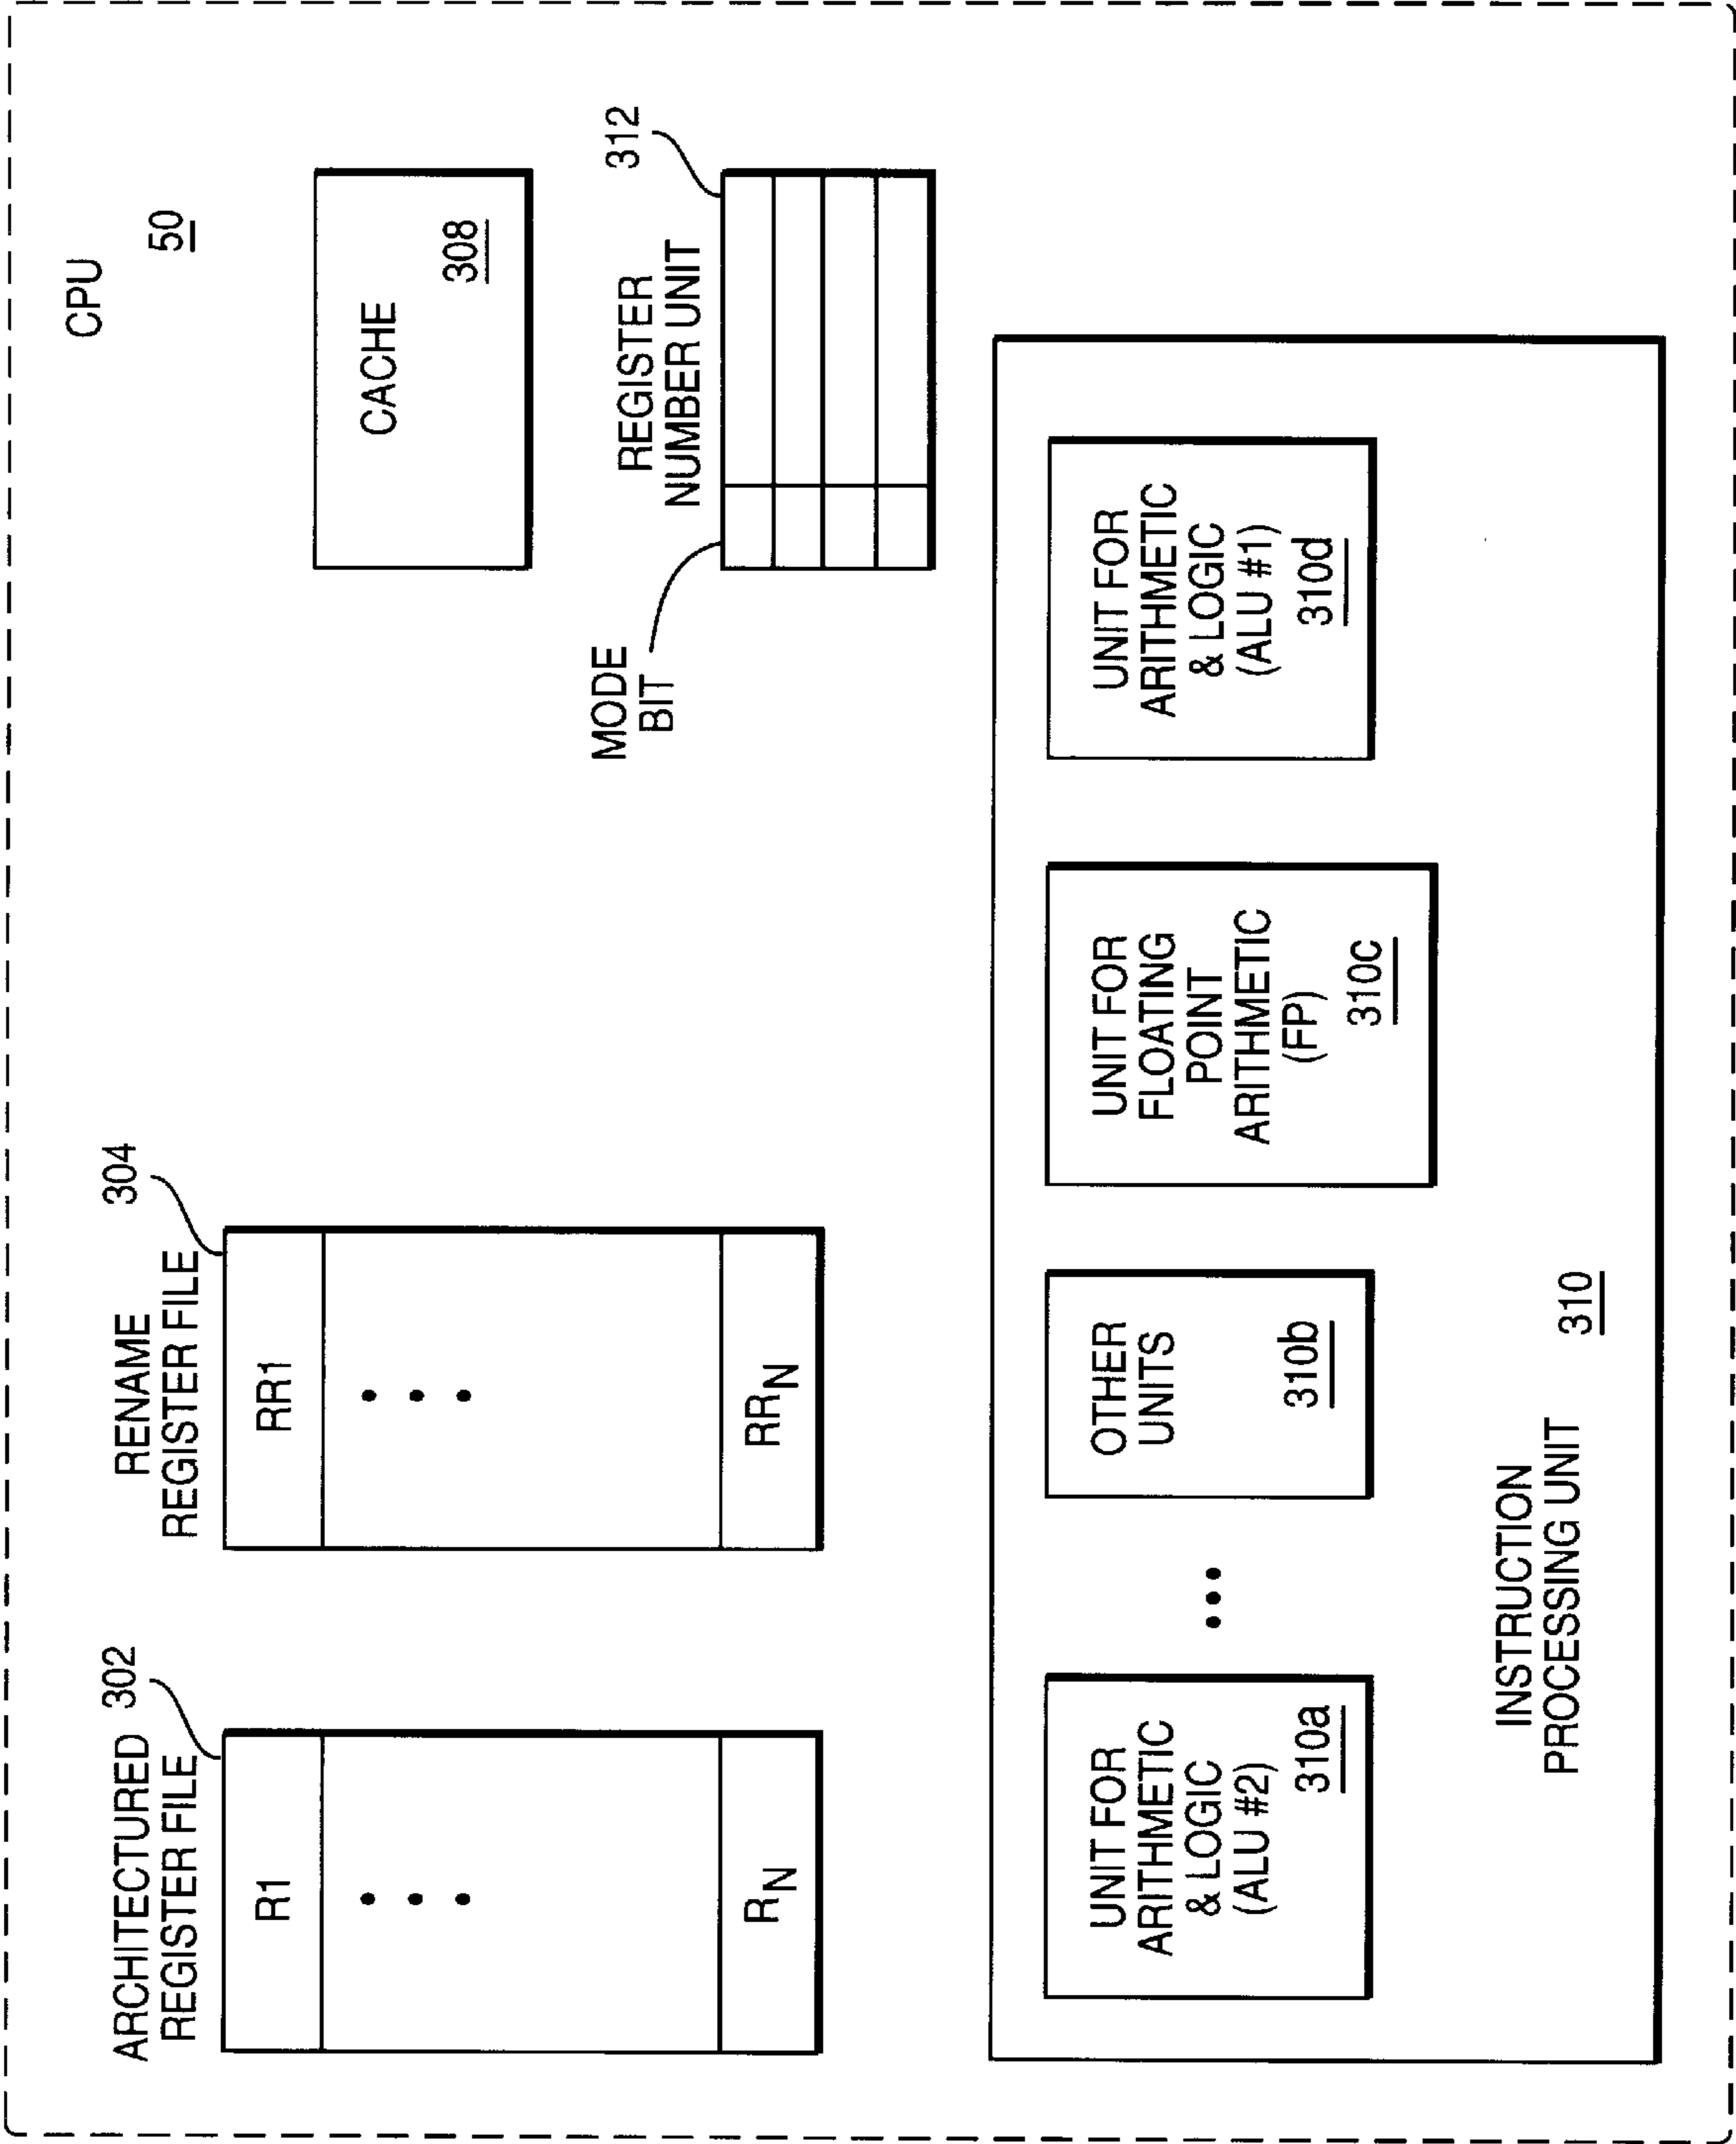 CPU
50
ARCHITECTURED
REGISTER FILE
302
R1
RN
RENAME
REGISTER FILE
304
RR1
RRN
CACHE
308
REGISTER
NUMBER UNIT
312
MODE
BIT
UNIT FOR
ARITHMETIC
& LOGIC
(ALU #2)
310a
OTHER
UNITS
310b
UNIT FOR
FLOATING
POINT
ARITHMETIC
(FP)
310c
UNIT FOR
ARITHMETIC
& LOGIC
(ALU #1)
310d
INSTRUCTION
PROCESSING UNIT
310